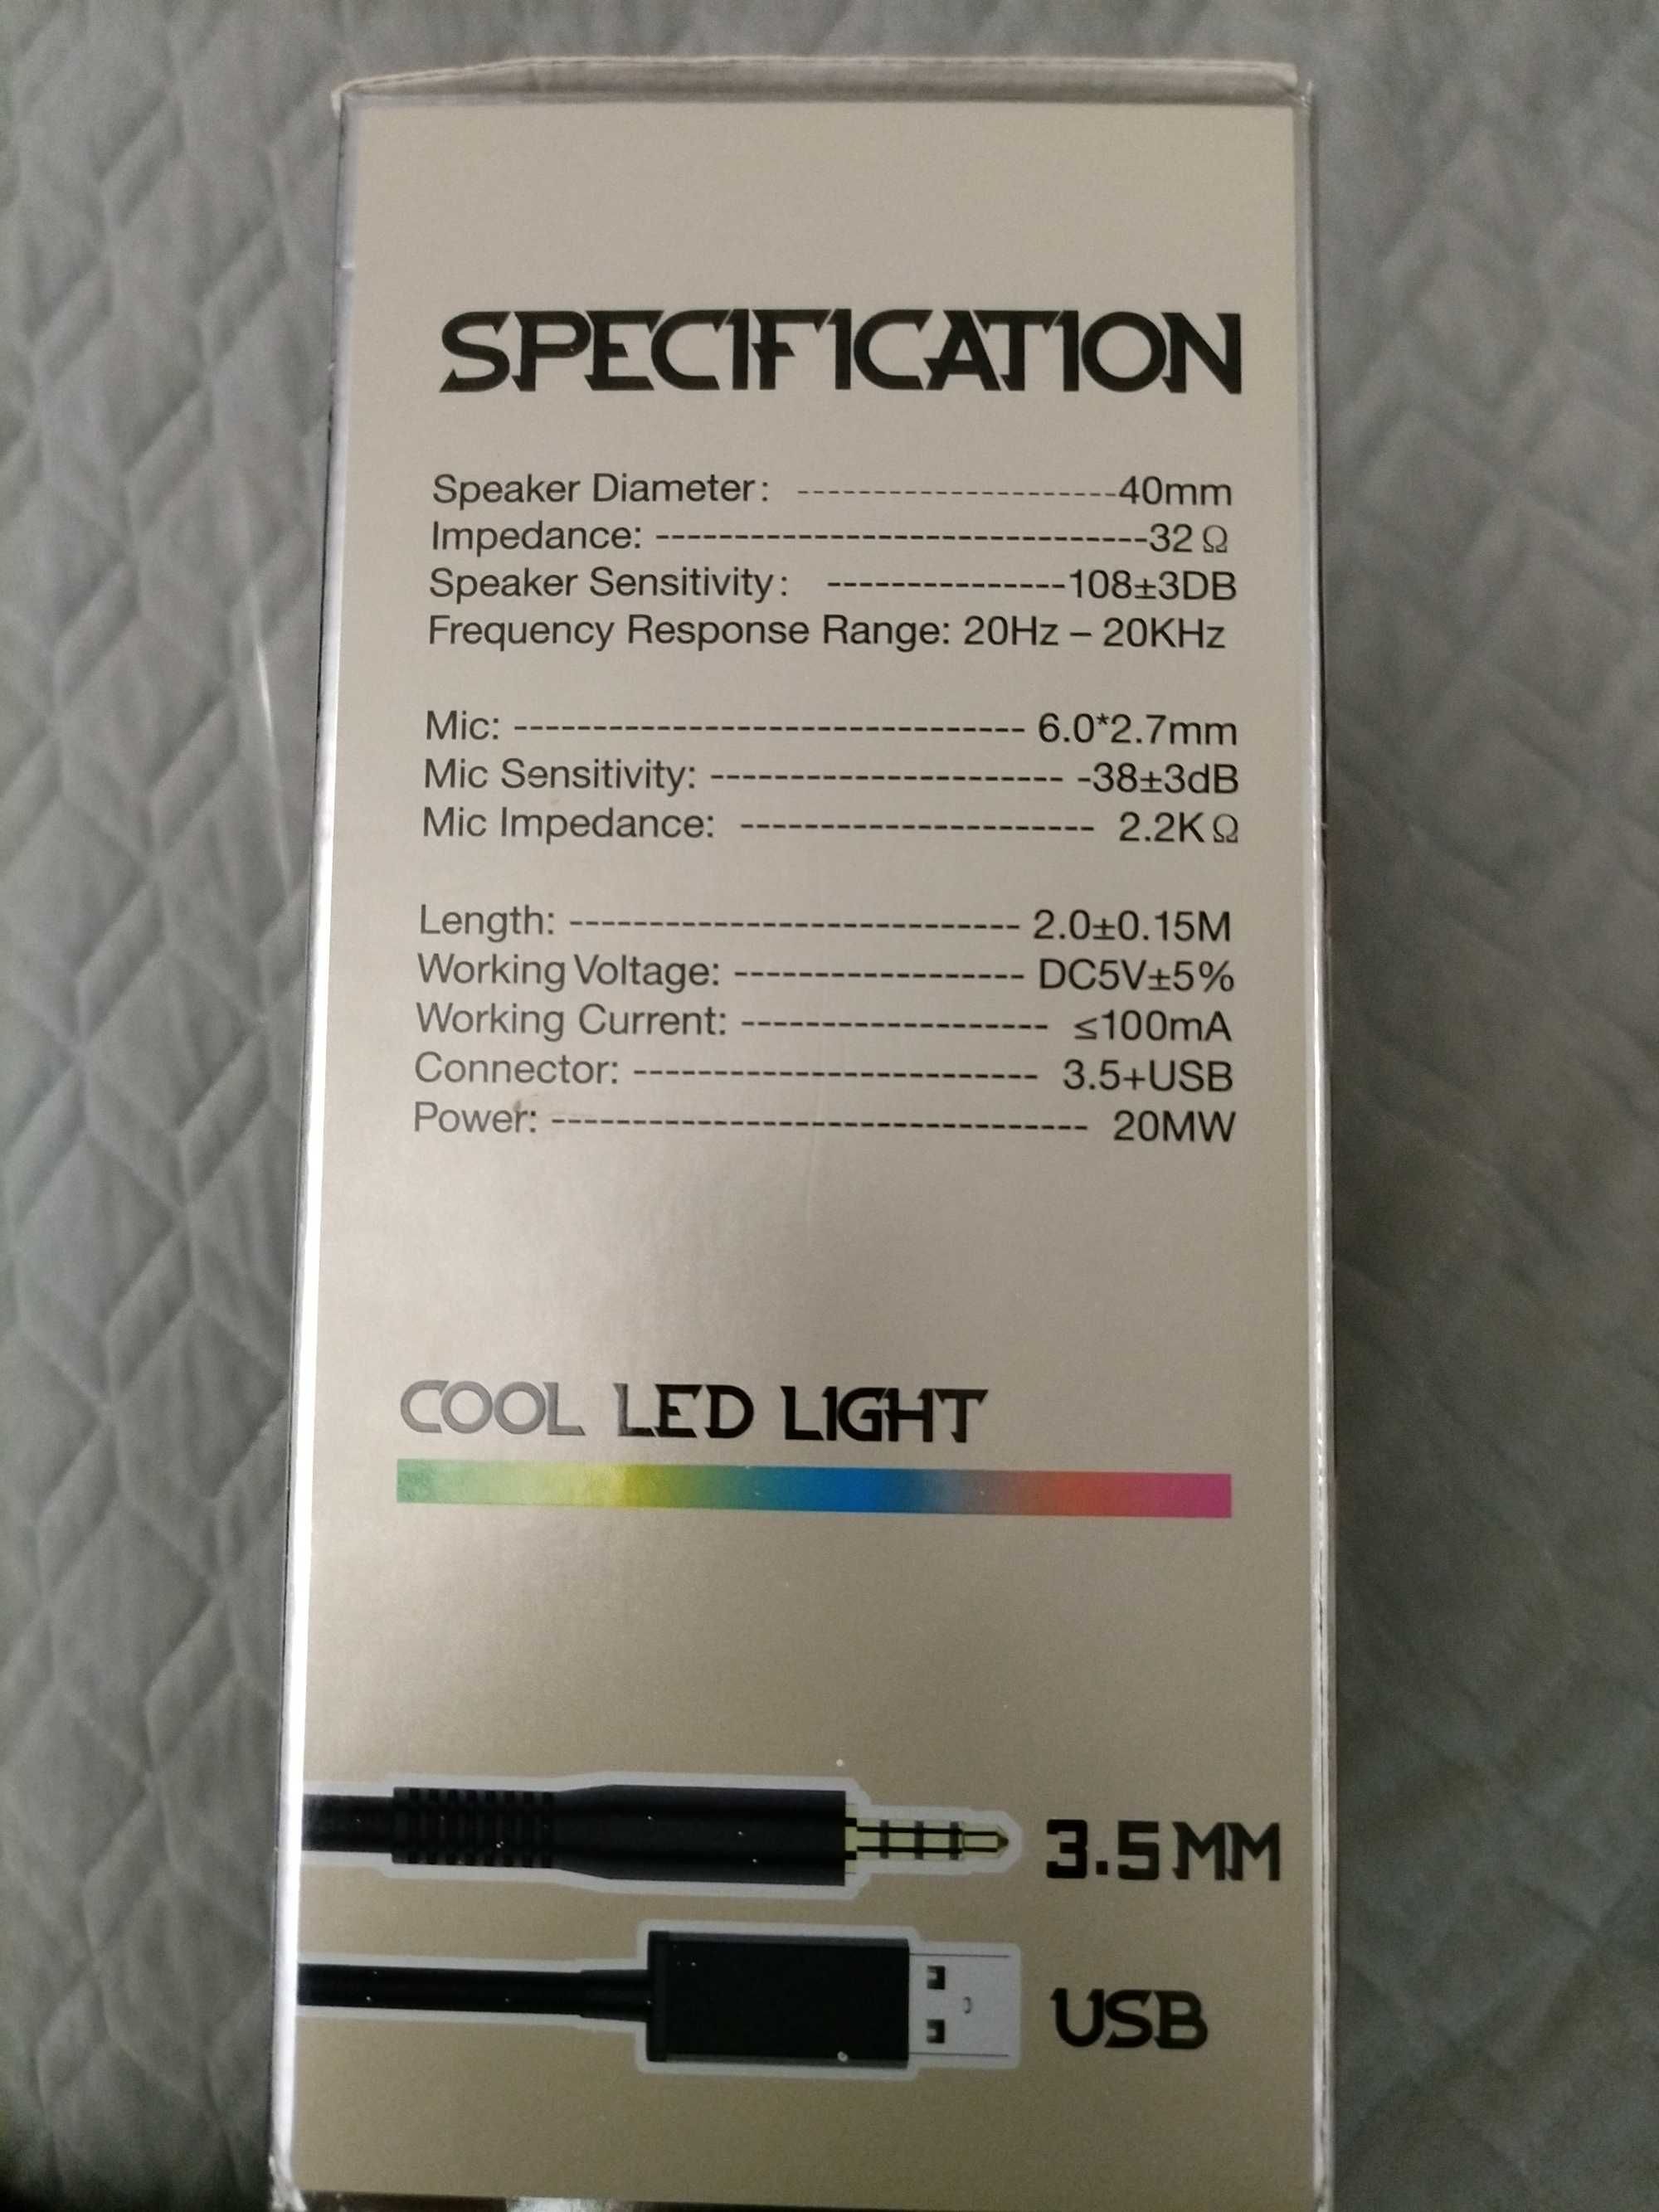 SPECIFICATION
Speaker Diameter: --------------------40mm
Impedance: -------------------------------32Ω
Speaker Sensitivity: ---------------108±3DB
Frequency Response Range: 20Hz – 20KHz
Mic: -------------------------------- 6.0*2.7mm
Mic Sensitivity: ---------------------- -38±3dB
Mic Impedance: ---------------------- 2.2KΩ
Length: ---------------------------- 2.0±0.15M
Working Voltage: ------------------ DC5V±5%
Working Current: ------------------- ≤100mA
Connector: ------------------------- 3.5+USB
Power: --------------------------------- 20MW
COOL LED LIGHT
3.5MM
USB